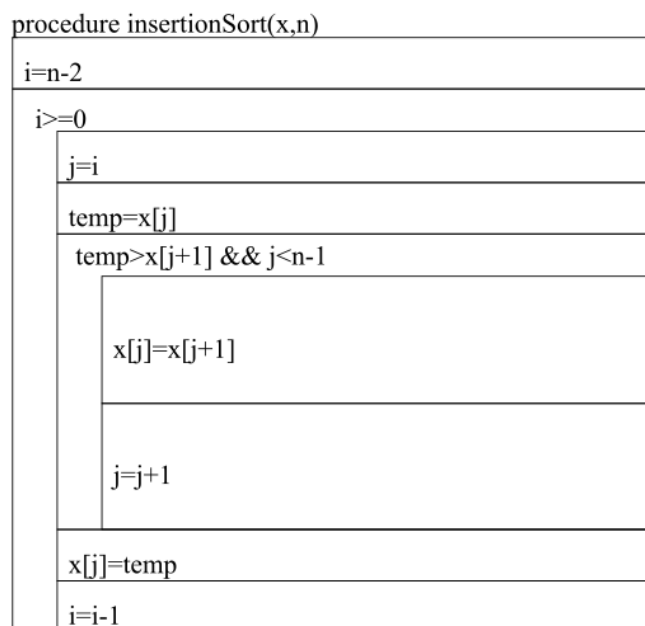 procedure insertionSort(x,n)
i=n-2
i>=0
j=i
temp=x[j]
temp>x[j+1] && j<n-1
x[j]=x[j+1]
j=j+1
x[j]=temp
i=i-1